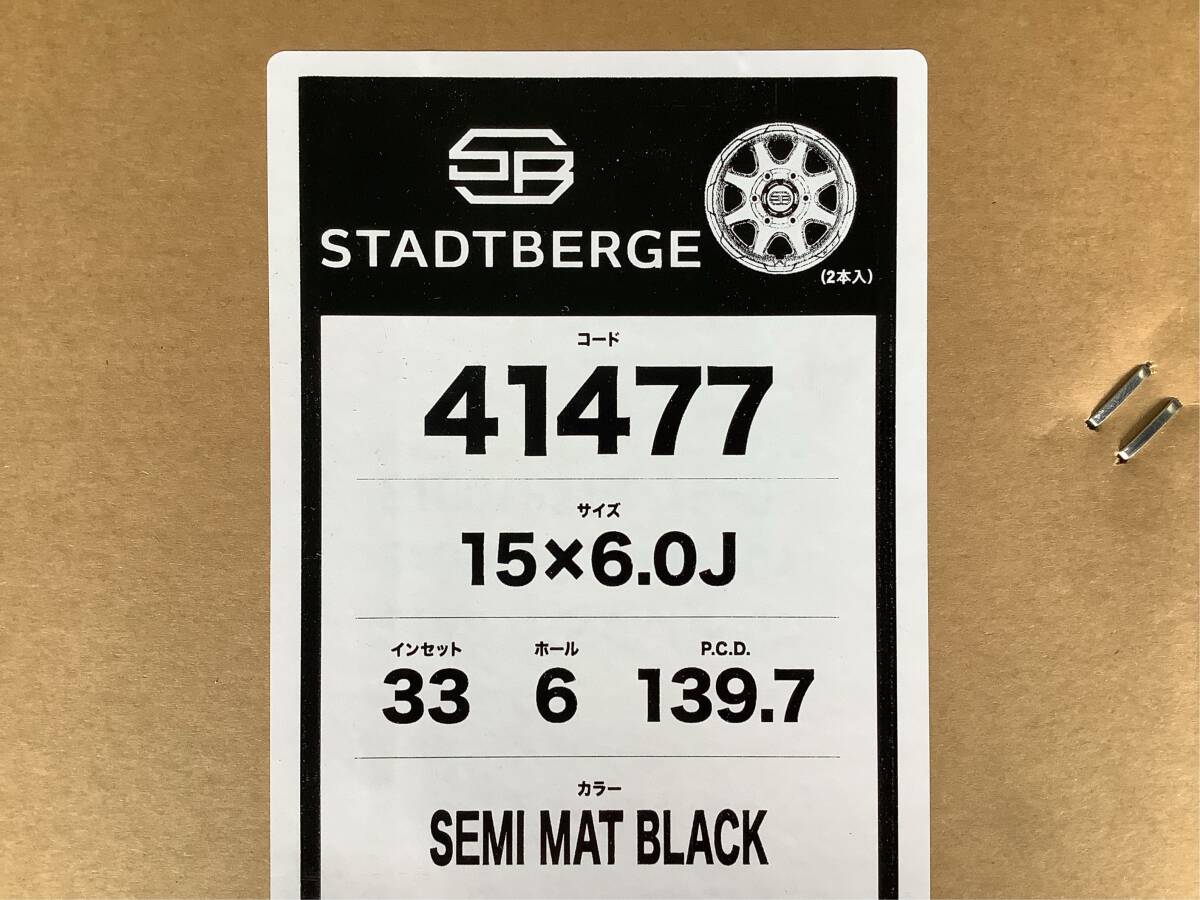 SB
STADTBERGE
(2本入)
コード
41477
サイズ
15×6.0J
インセット ホール P.C.D.
33 6 139.7
カラー
SEMI MAT BLACK